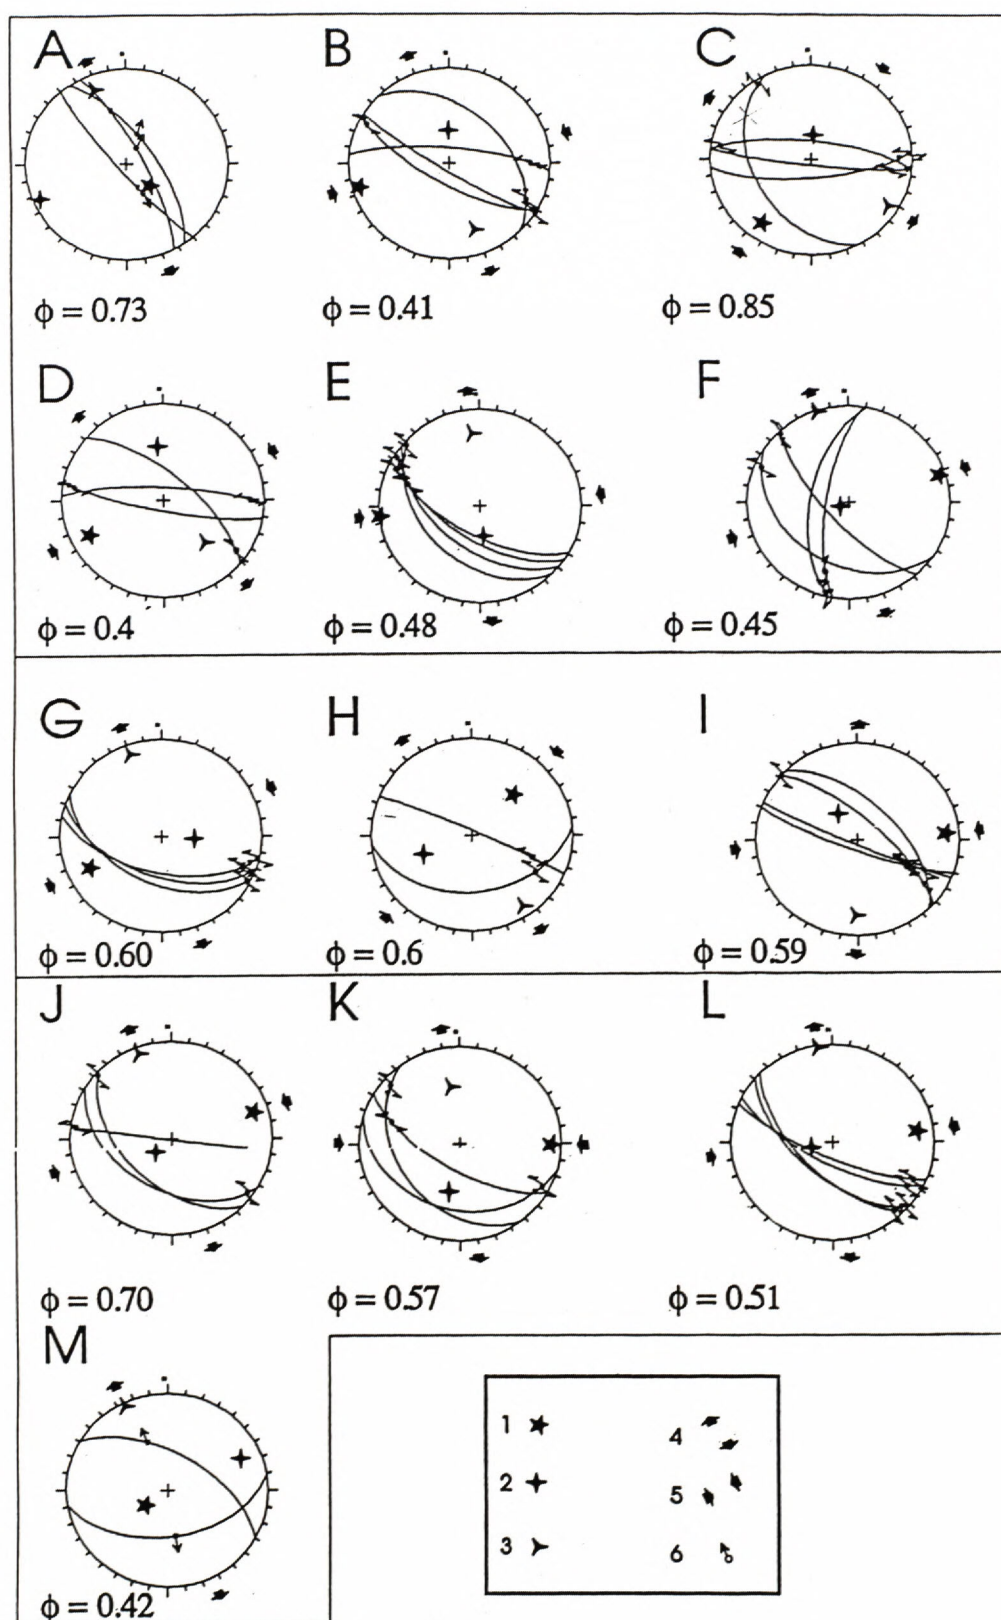 A B C
ϕ = 0.73 ϕ = 0.41 ϕ = 0.85
D E F
ϕ = 0.4 ϕ = 0.48 ϕ = 0.45
G H I
ϕ = 0.60 ϕ = 0.6 ϕ = 0.59
J K L
ϕ = 0.70 ϕ = 0.57 ϕ = 0.51
M
ϕ = 0.42
1 4
2 5
3 6